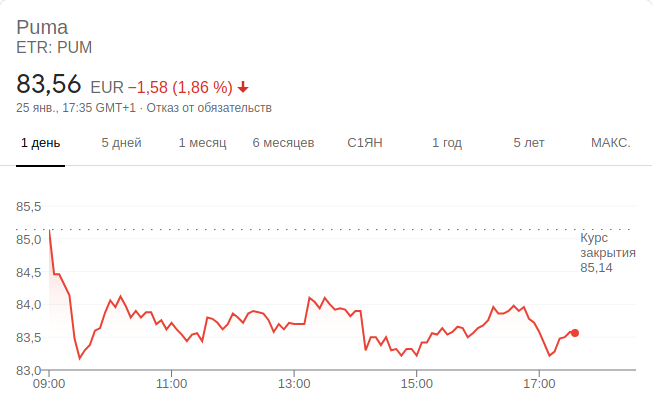 Puma
ETR: PUM
83,56 EUR −1,58 (1,86 %)
25 янв., 17:35 GMT+1 · Отказ от обязательств
1 день 5 дней 1 месяц 6 месяцев С1ЯН 1 год 5 лет МАКС.
85,5
85,0
84,5
84,0
83,5
83,0
Курс
закрытия
85,14
09:00 11:00 13:00 15:00 17:00